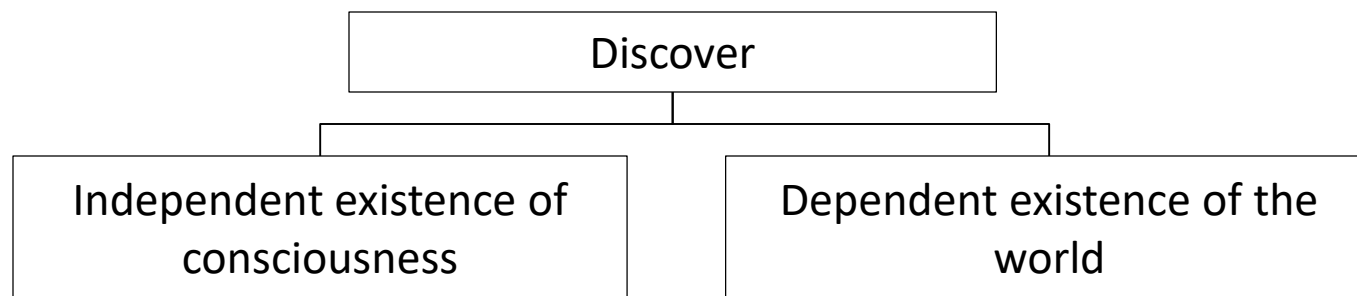 Discover
Independent existence of
consciousness
Dependent existence of the
world